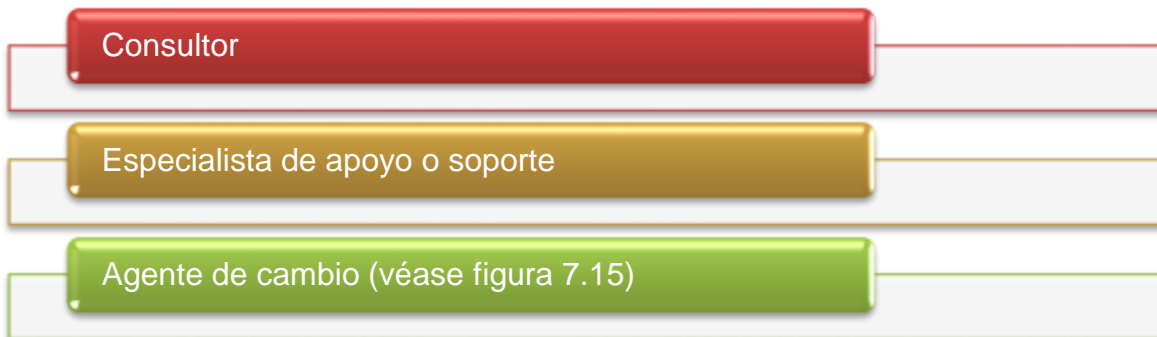 Consultor
Especialista de apoyo o soporte
Agente de cambio (véase figura 7.15)